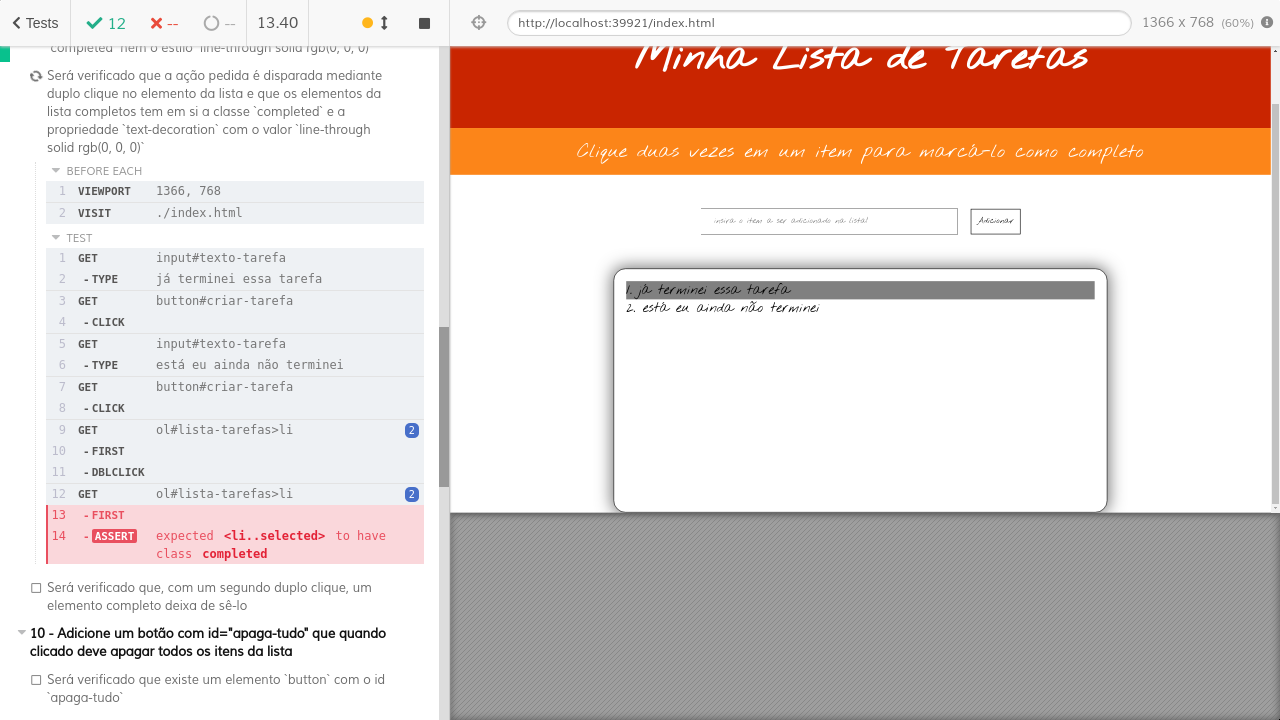 Tests
12
--
--
13.40
http://localhost:39921/index.html
1366 x 768 (60%)
`completed` nem o estilo `line-through solid rgb(0, 0, 0)`
Será verificado que a ação pedida é disparada mediante
duplo clique no elemento da lista e que os elementos da
lista completos tem em si a classe `completed` e a
propriedade `text-decoration` com o valor `line-through
solid rgb(0, 0, 0)`
BEFORE EACH
1 VIEWPORT 1366, 768
2 VISIT ./index.html
TEST
1 GET input#texto-tarefa
2 - TYPE já terminei essa tarefa
3 GET button#criar-tarefa
4 - CLICK
5 GET input#texto-tarefa
6 - TYPE está eu ainda não terminei
7 GET button#criar-tarefa
8 - CLICK
9 GET ol#lista-tarefas>li 2
10 - FIRST
11 - DBLCLICK
12 GET ol#lista-tarefas>li 2
13 - FIRST
14 - ASSERT expected <li..selected> to have
class completed
Será verificado que, com um segundo duplo clique, um
elemento completo deixa de sê-lo
10 - Adicione um botão com id="apaga-tudo" que quando
clicado deve apagar todos os itens da lista
Será verificado que existe um elemento `button` com o id
`apaga-tudo`
Minha Lista de Tarefas
Clique duas vezes em um item para marcá-lo como completo
insira o item a ser adicionado na lista!
Adicionar
1. já terminei essa tarefa
2. está eu ainda não terminei